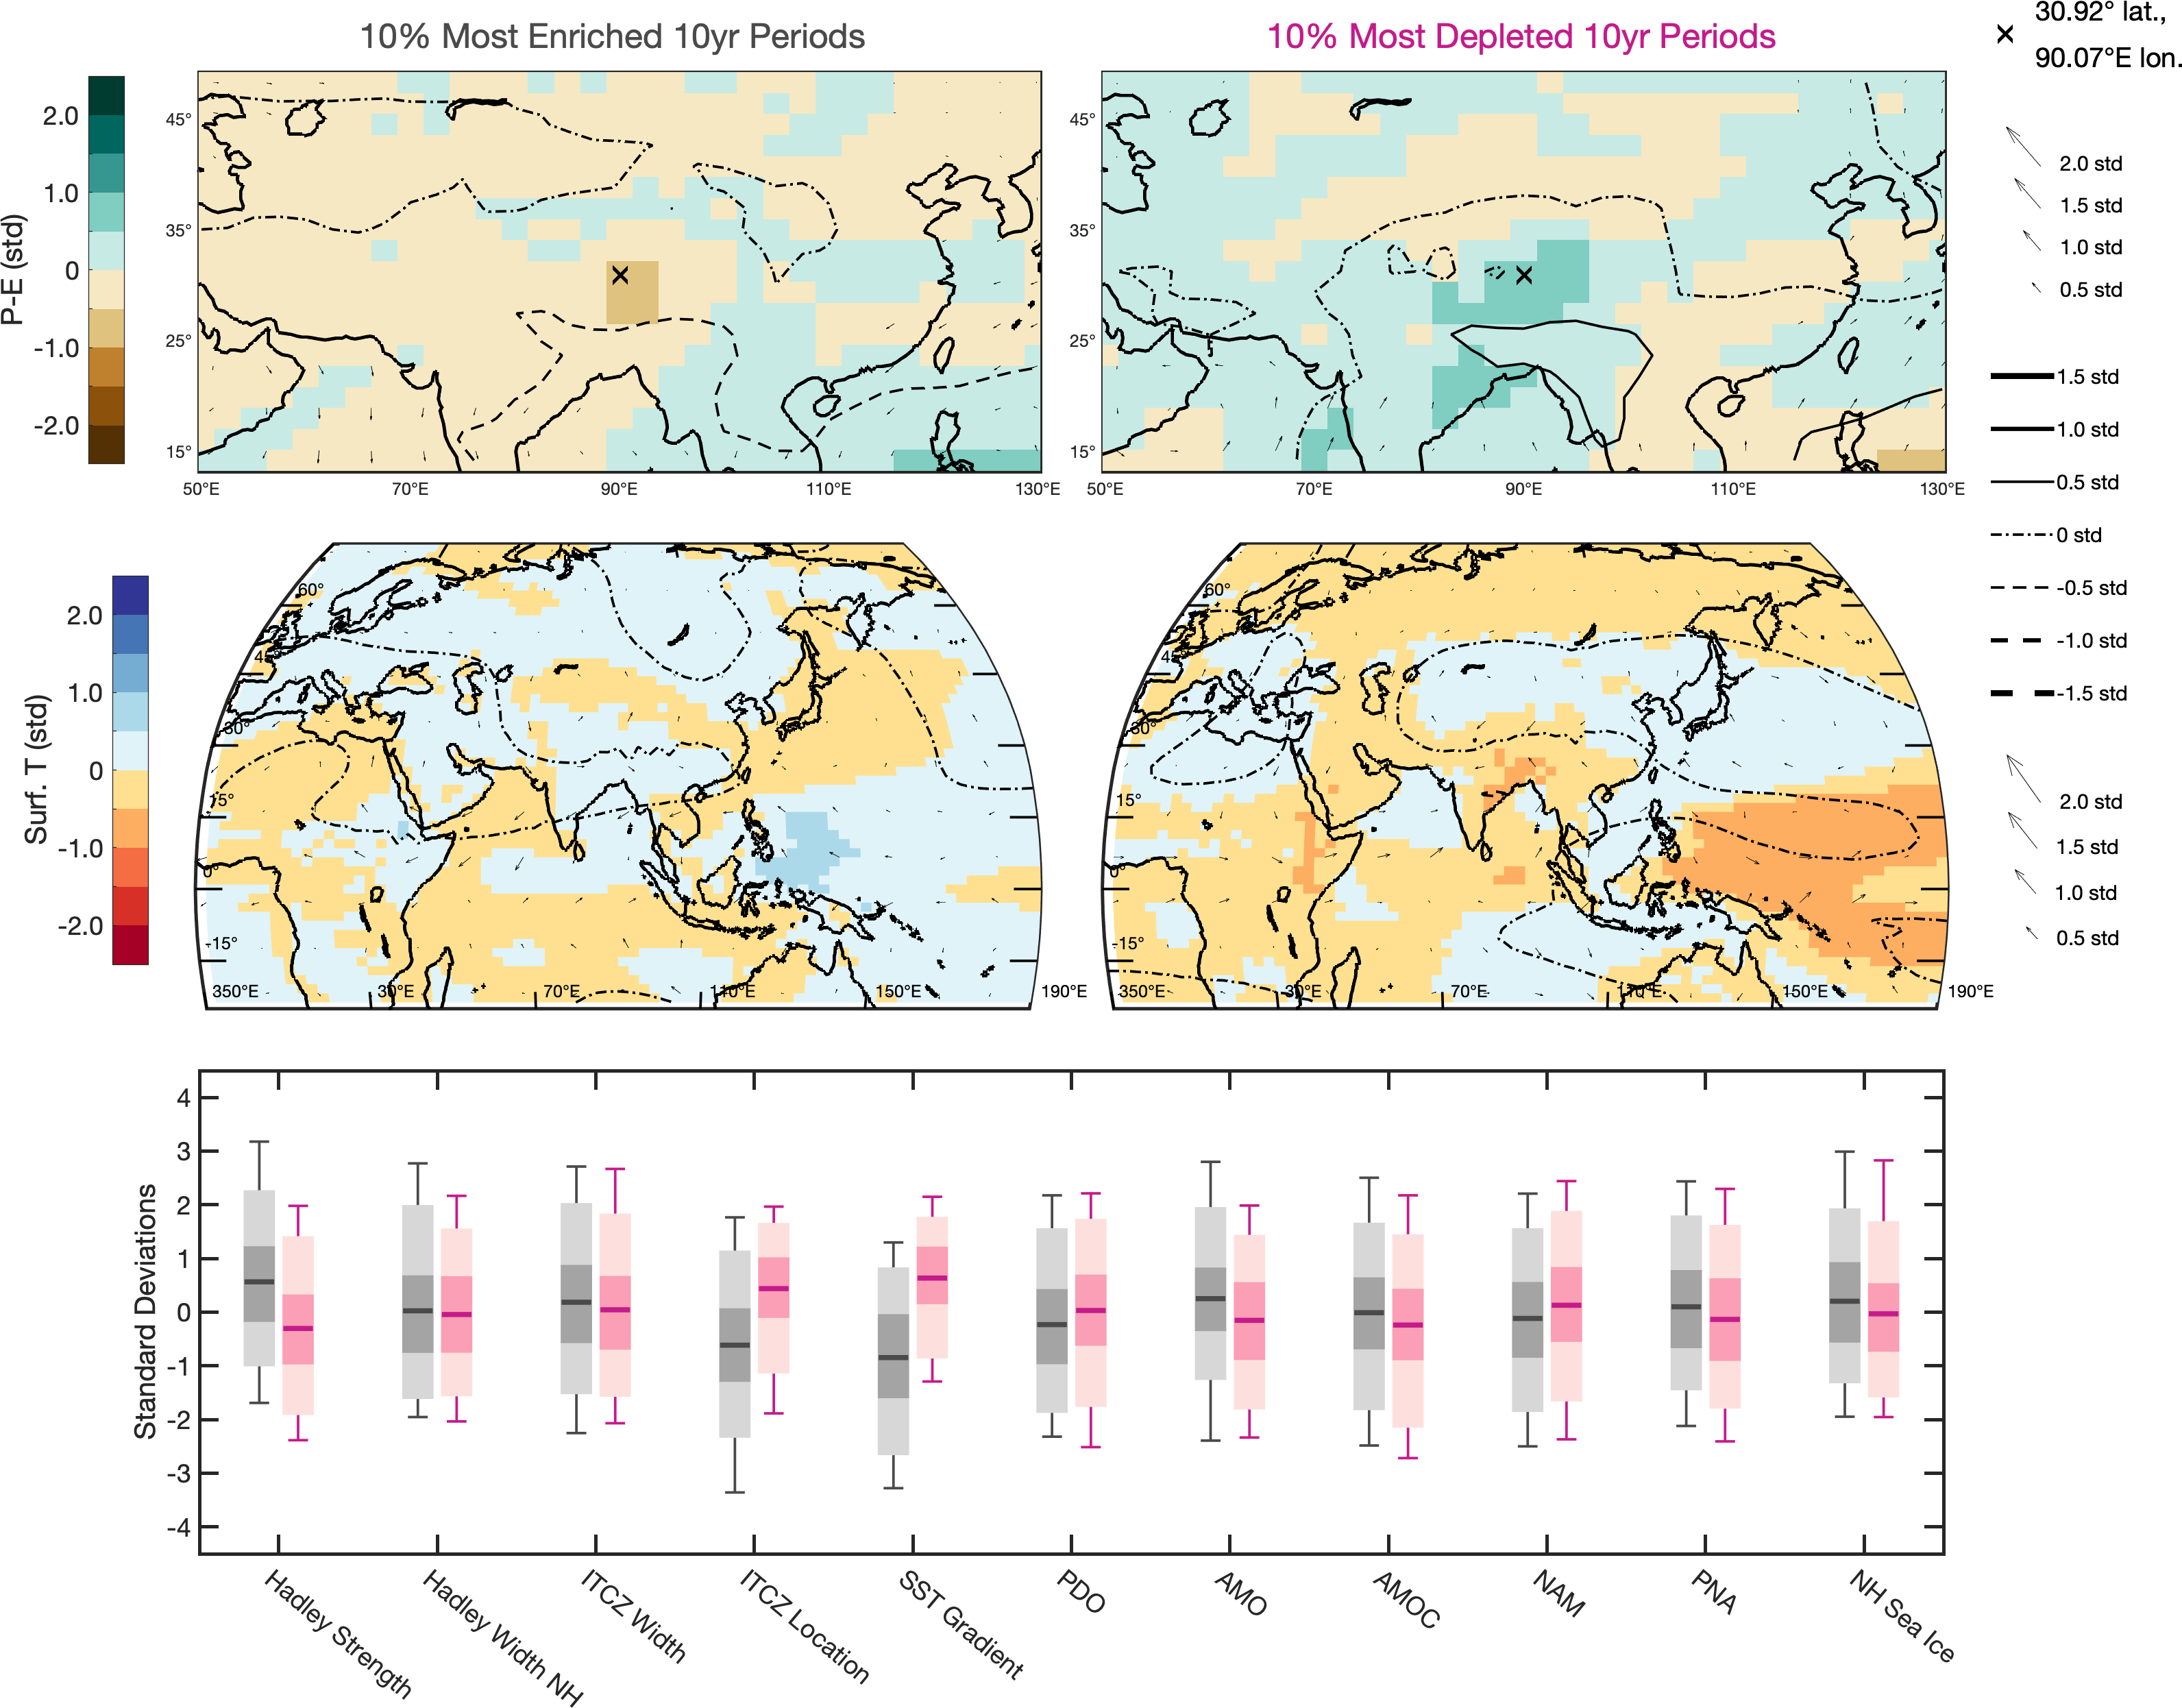 10% Most Enriched 10yr Periods
10% Most Depleted 10yr Periods
30.92° lat.,
90.07°E lon.
P-E (std)
2.0
1.0
0
-1.0
-2.0
45°
35°
25°
15°
50°E 70°E 90°E 110°E 130°E
45°
35°
25°
15°
50°E 70°E 90°E 110°E 130°E
2.0 std
1.5 std
1.0 std
0.5 std
1.5 std
1.0 std
0.5 std
0 std
-0.5 std
-1.0 std
-1.5 std
2.0 std
1.5 std
1.0 std
0.5 std
Surf. T (std)
2.0
1.0
0
-1.0
-2.0
60°
45°
30°
15°
0°
-15°
350°E 30°E 70°E 110°E 150°E 190°E
60°
45°
30°
15°
0°
-15°
350°E 30°E 70°E 110°E 150°E 190°E
Standard Deviations
4
3
2
1
0
-1
-2
-3
-4
Hadley Strength
Hadley Width NH
ITCZ Width
ITCZ Location
SST Gradient
PDO
AMO
AMOC
NAM
PNA
NH Sea Ice